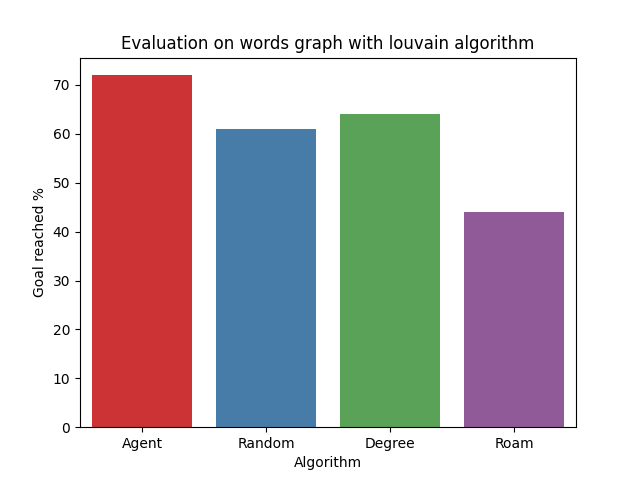 Evaluation on words graph with louvain algorithm
Goal reached %
70
60
50
40
30
20
10
0
Agent Random Degree Roam
Algorithm